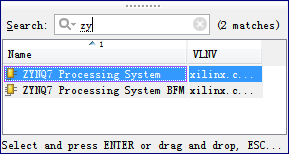 Search: zy (2 matches)
Name 1 VLNV
ZYNQ7 Processing System xilinx.c...
ZYNQ7 Processing System BFM xilinx.c...
Select and press ENTER or drag and drop, ESC...